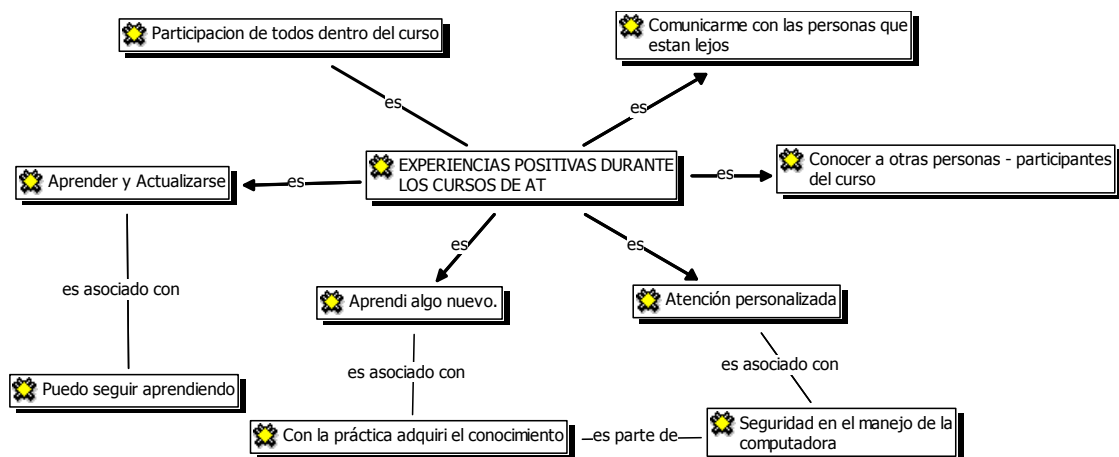 Participacion de todos dentro del curso
Comunicarme con las personas que
estan lejos
es
es
EXPERIENCIAS POSITIVAS DURANTE
LOS CURSOS DE AT
Conocer a otras personas - participantes
del curso
Aprender y Actualizarse
es
es
es
es
es asociado con
Aprendi algo nuevo.
Atención personalizada
es asociado con
es asociado con
Puedo seguir aprendiendo
Con la práctica adquiri el conocimiento
es parte de
Seguridad en el manejo de la
computadora